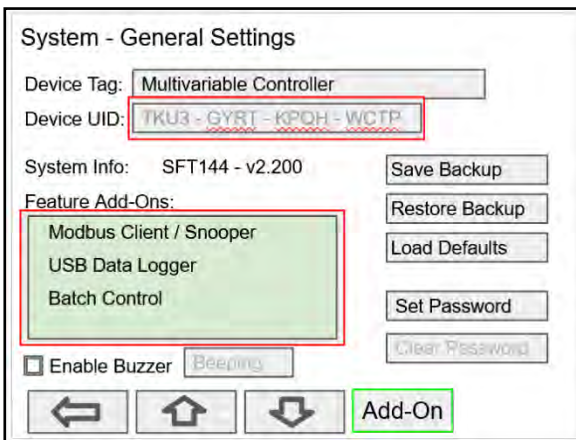 System - General Settings
Device Tag: Multivariable Controller
Device UID: TKU3 - GYRT - KPQH - WCTP
System Info: SFT144 - v2.200
Save Backup
Feature Add-Ons:
Restore Backup
Modbus Client / Snooper
Load Defaults
USB Data Logger
Batch Control
Set Password
Clear Password
Enable Buzzer
Beeping
Add-On